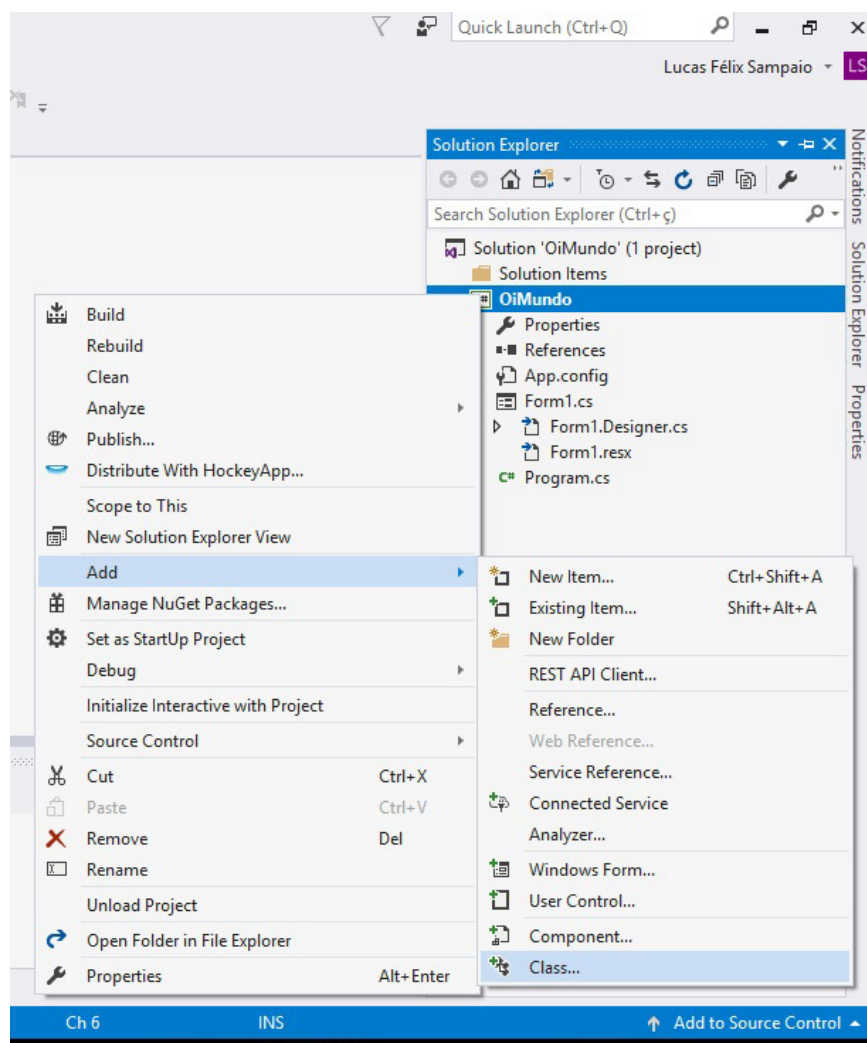 Quick Launch (Ctrl+Q)
Lucas Félix Sampaio
LS
Solution Explorer
Search Solution Explorer (Ctrl+ç)
Solution 'OiMundo' (1 project)
Solution Items
OiMundo
Properties
References
App.config
Form1.cs
Form1.Designer.cs
Form1.resx
C# Program.cs
Notifications
Solution Explorer
Properties
Build
Rebuild
Clean
Analyze
Publish...
Distribute With HockeyApp...
Scope to This
New Solution Explorer View
Add
Manage NuGet Packages...
Set as StartUp Project
Debug
Initialize Interactive with Project
Source Control
Cut Ctrl+X
Paste Ctrl+V
Remove Del
Rename
Unload Project
Open Folder in File Explorer
Properties Alt+Enter
New Item... Ctrl+Shift+A
Existing Item... Shift+Alt+A
New Folder
REST API Client...
Reference...
Web Reference...
Service Reference...
Connected Service
Analyzer...
Windows Form...
User Control...
Component...
Class...
Ch 6 INS Add to Source Control